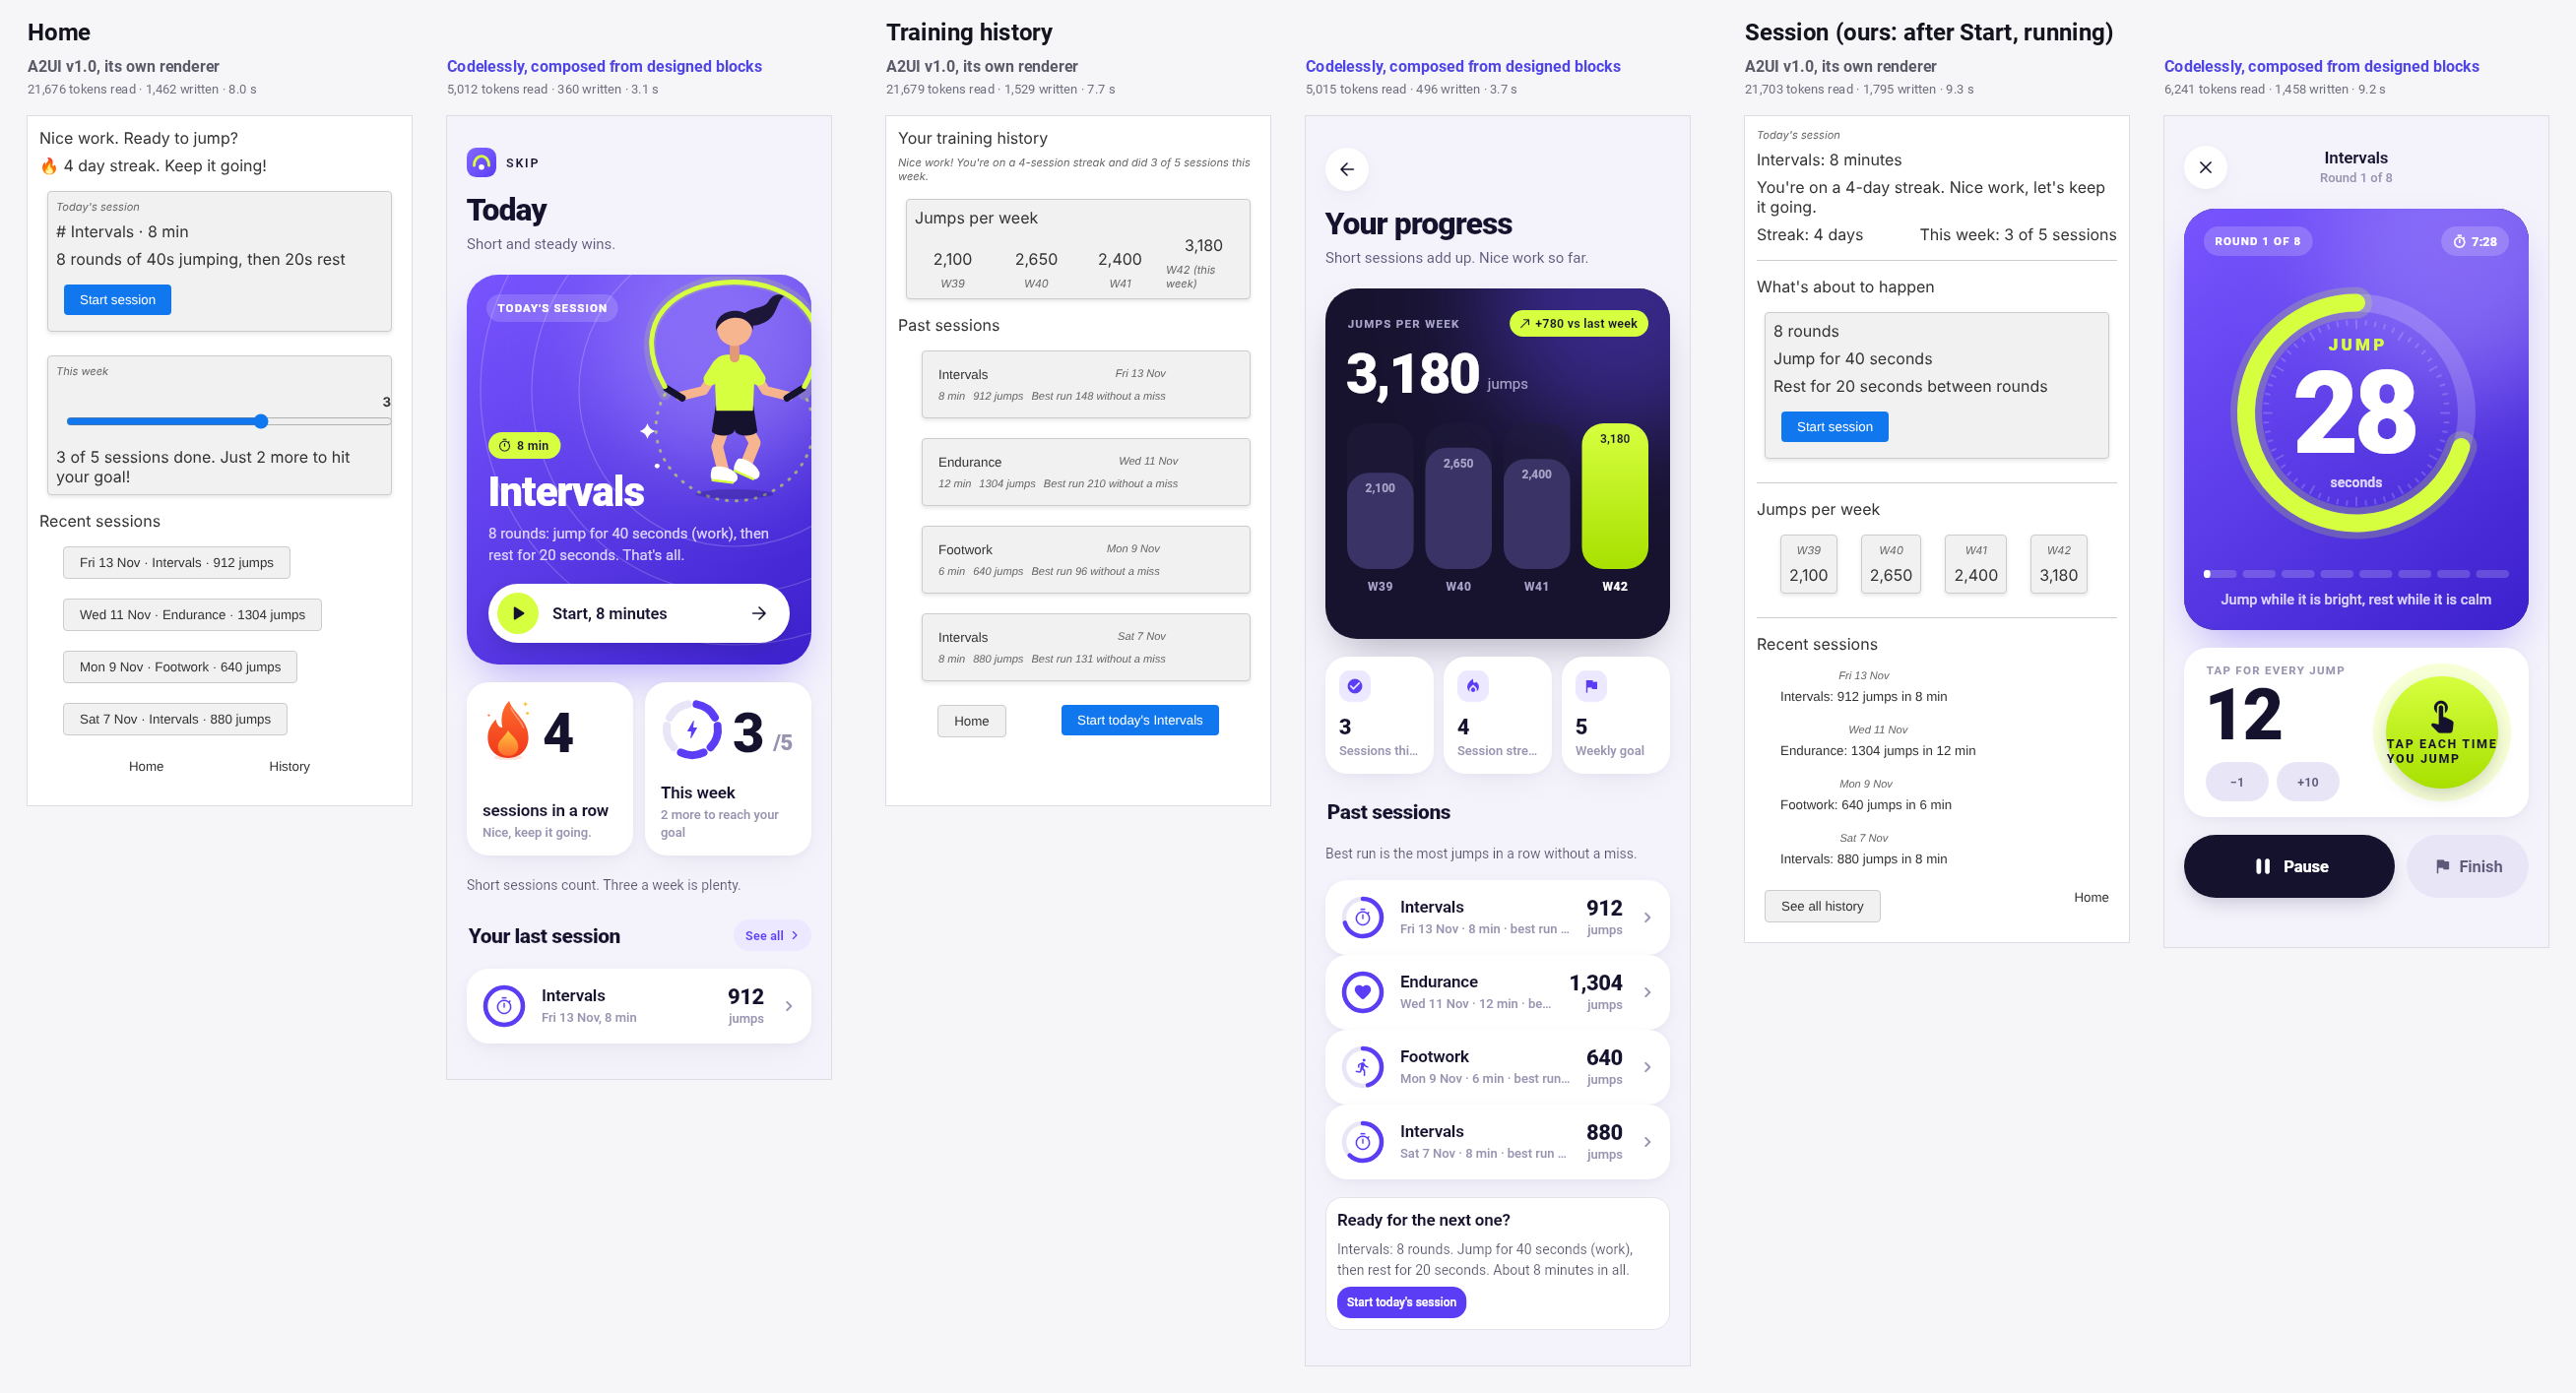 Home
A2UI v1.0, its own renderer
21,676 tokens read · 1,462 written · 8.0 s
Nice work. Ready to jump?
🔥 4 day streak. Keep it going!
Today's session
# Intervals · 8 min
8 rounds of 40s jumping, then 20s rest
Start session
This week
3
3 of 5 sessions done. Just 2 more to hit
your goal!
Recent sessions
Fri 13 Nov · Intervals · 912 jumps
Wed 11 Nov · Endurance · 1304 jumps
Mon 9 Nov · Footwork · 640 jumps
Sat 7 Nov · Intervals · 880 jumps
Home History
Codelessly, composed from designed blocks
5,012 tokens read · 360 written · 3.1 s
SKIP
Today
Short and steady wins.
TODAY'S SESSION
8 min
Intervals
8 rounds: jump for 40 seconds (work), then
rest for 20 seconds. That's all.
Start, 8 minutes
4
sessions in a row
Nice, keep it going.
3 /5
This week
2 more to reach your
goal
Short sessions count. Three a week is plenty.
Your last session
See all
Intervals
Fri 13 Nov, 8 min
912
jumps
Training history
A2UI v1.0, its own renderer
21,679 tokens read · 1,529 written · 7.7 s
Your training history
Nice work! You're on a 4-session streak and did 3 of 5 sessions this
week.
Jumps per week
2,100
W39
2,650
W40
2,400
W41
3,180
W42 (this
week)
Past sessions
Intervals Fri 13 Nov
8 min 912 jumps Best run 148 without a miss
Endurance Wed 11 Nov
12 min 1304 jumps Best run 210 without a miss
Footwork Mon 9 Nov
6 min 640 jumps Best run 96 without a miss
Intervals Sat 7 Nov
8 min 880 jumps Best run 131 without a miss
Home
Start today's Intervals
Codelessly, composed from designed blocks
5,015 tokens read · 496 written · 3.7 s
Your progress
Short sessions add up. Nice work so far.
JUMPS PER WEEK
+780 vs last week
3,180 jumps
2,100
2,650
2,400
3,180
W39 W40 W41 W42
3
Sessions thi...
4
Session stre...
5
Weekly goal
Past sessions
Best run is the most jumps in a row without a miss.
Intervals
Fri 13 Nov · 8 min · best run ...
912
jumps
Endurance
Wed 11 Nov · 12 min · be...
1,304
jumps
Footwork
Mon 9 Nov · 6 min · best run...
640
jumps
Intervals
Sat 7 Nov · 8 min · best run ...
880
jumps
Ready for the next one?
Intervals: 8 rounds. Jump for 40 seconds (work),
then rest for 20 seconds. About 8 minutes in all.
Start today's session
Session (ours: after Start, running)
A2UI v1.0, its own renderer
21,703 tokens read · 1,795 written · 9.3 s
Today's session
Intervals: 8 minutes
You're on a 4-day streak. Nice work, let's keep
it going.
Streak: 4 days This week: 3 of 5 sessions
What's about to happen
8 rounds
Jump for 40 seconds
Rest for 20 seconds between rounds
Start session
Jumps per week
W39 W40 W41 W42
2,100 2,650 2,400 3,180
Recent sessions
Fri 13 Nov
Intervals: 912 jumps in 8 min
Wed 11 Nov
Endurance: 1304 jumps in 12 min
Mon 9 Nov
Footwork: 640 jumps in 6 min
Sat 7 Nov
Intervals: 880 jumps in 8 min
See all history
Home
Codelessly, composed from designed blocks
6,241 tokens read · 1,458 written · 9.2 s
Intervals
Round 1 of 8
ROUND 1 OF 8
7:28
JUMP
28
seconds
Jump while it is bright, rest while it is calm
TAP FOR EVERY JUMP
12
−1
+10
TAP EACH TIME
YOU JUMP
Pause
Finish